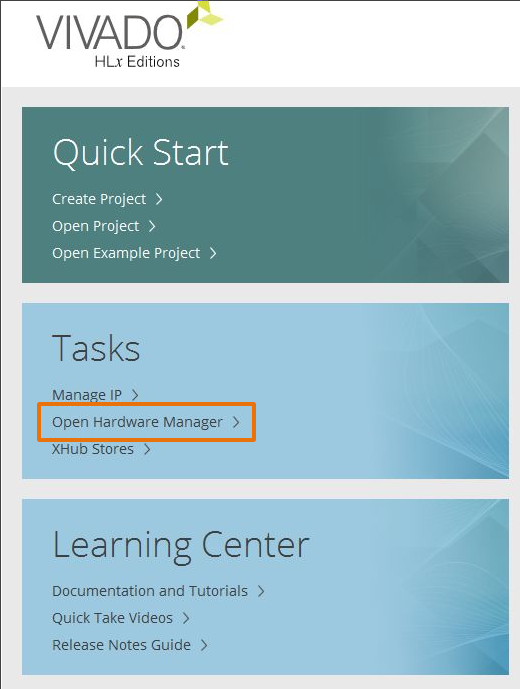 VIVADO
HLx Editions
Quick Start
Create Project
Open Project
Open Example Project
Tasks
Manage IP
Open Hardware Manager
XHub Stores
Learning Center
Documentation and Tutorials
Quick Take Videos
Release Notes Guide